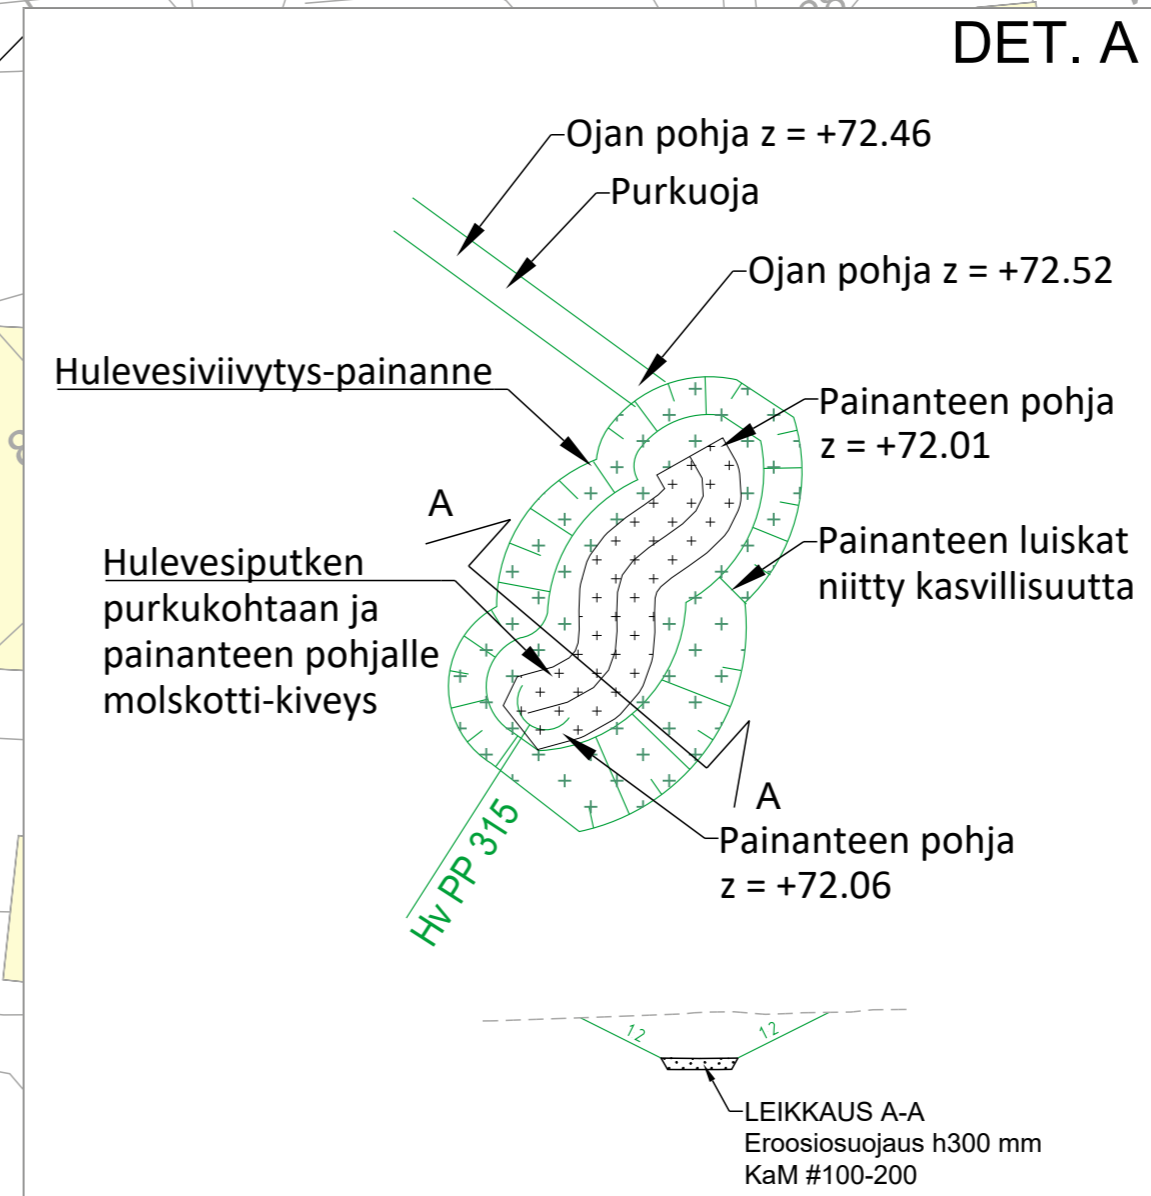 DET. A
Ojan pohja z = +72.46
Purkuoja
Ojan pohja z = +72.52
Hulevesiviivytys-painanne
Painanteen pohja
z = +72.01
A
Painanteen luiskat
niitty kasvillisuutta
Hulevesiputken
purkukohtaan ja
painanteen pohjalle
molskotti-kiveys
A
Painanteen pohja
z = +72.06
Hv PP 315
12
12
LEIKKAUS A-A
Eroosiosuojaus h300 mm
KaM #100-200